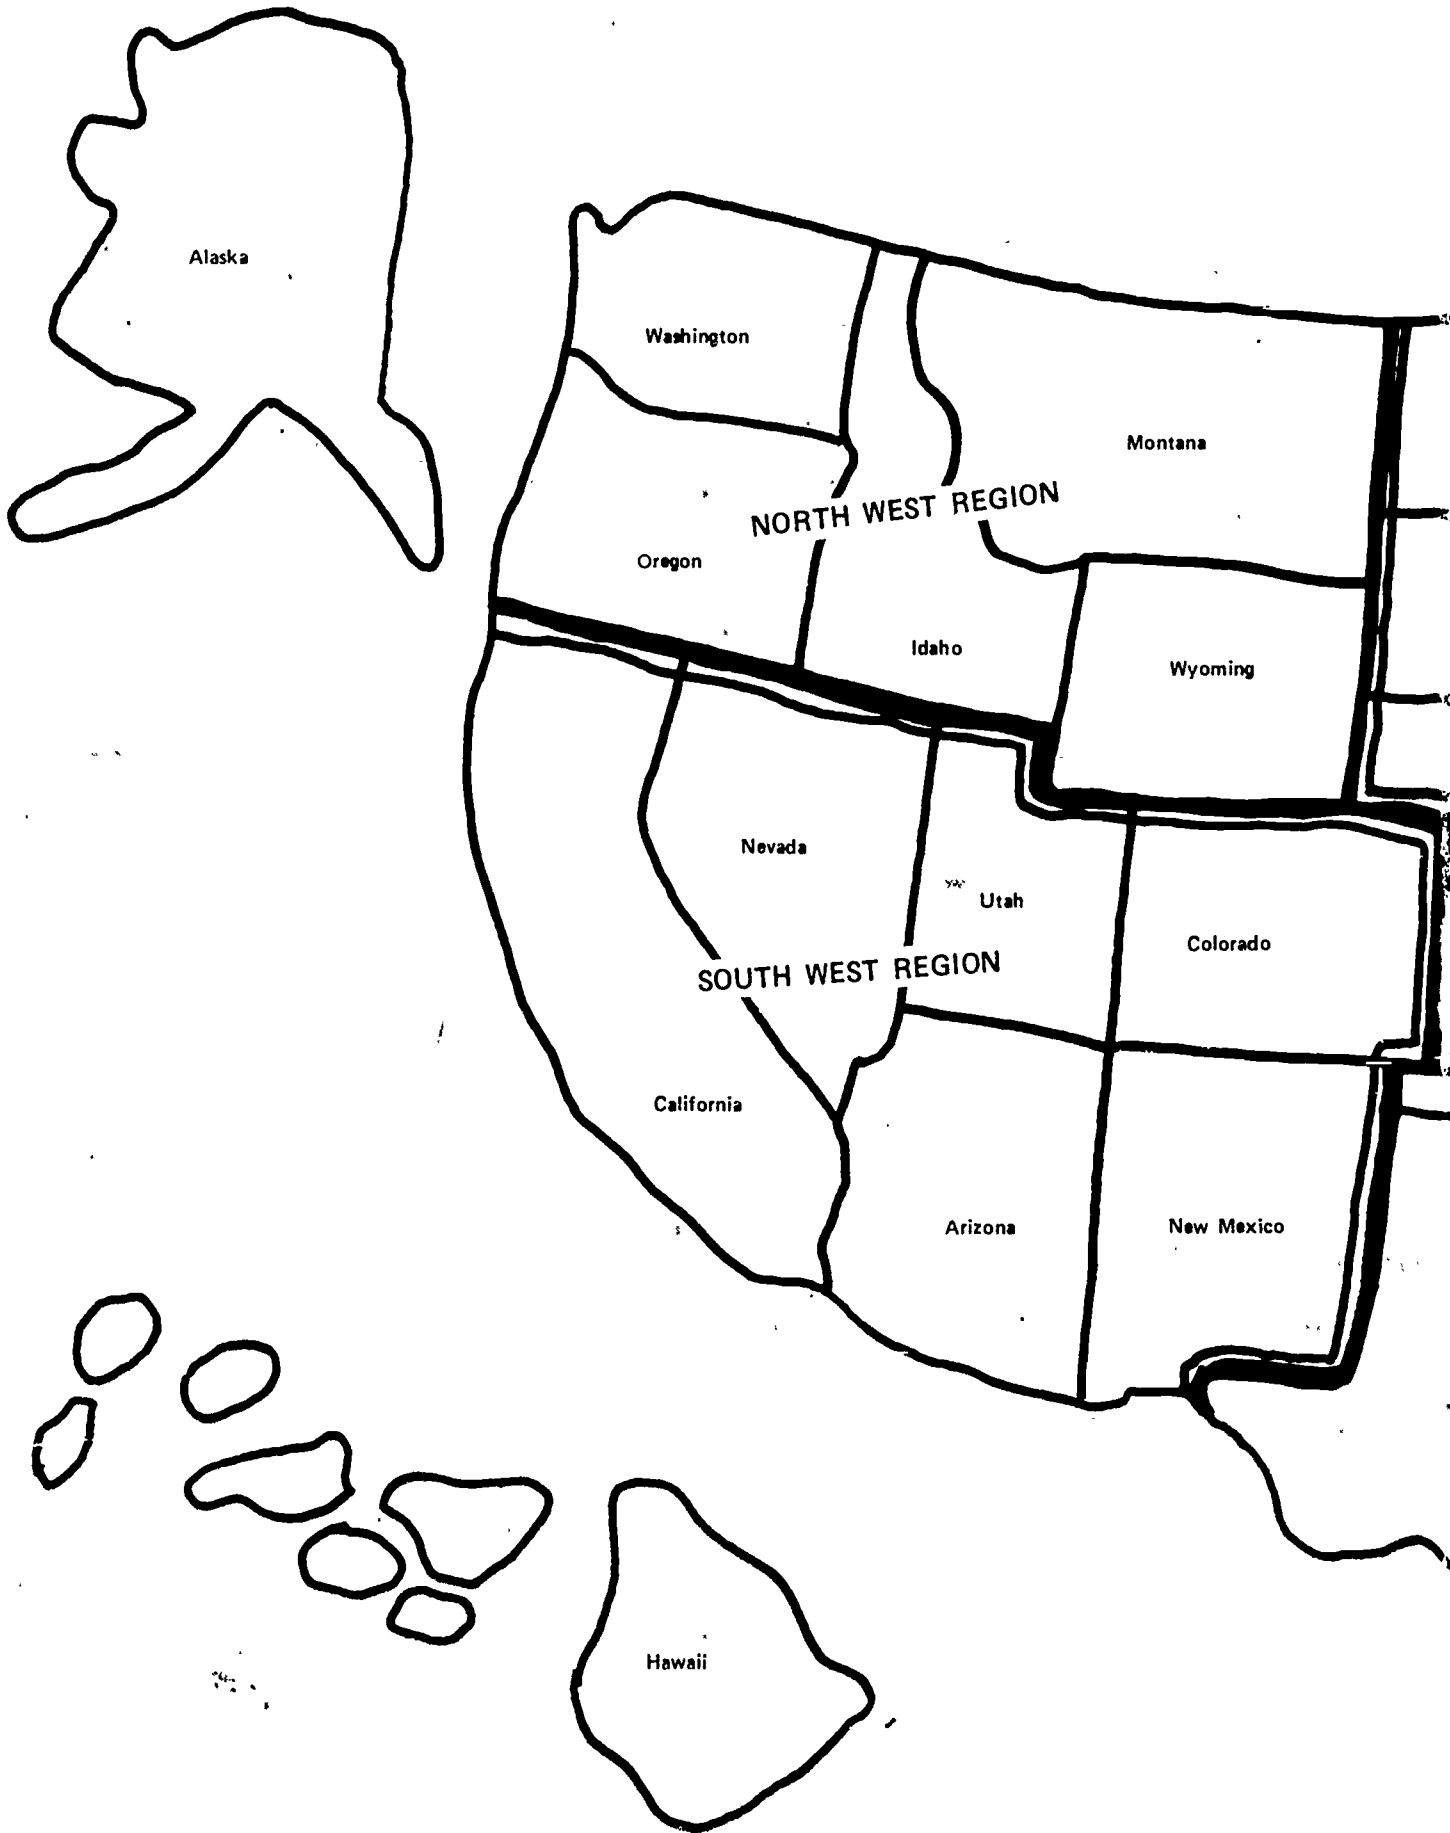 Alaska
Washington
Montana
NORTH WEST REGION
Oregon
Idaho
Wyoming
Nevada
Utah
Colorado
SOUTH WEST REGION
California
Arizona
New Mexico
Hawaii